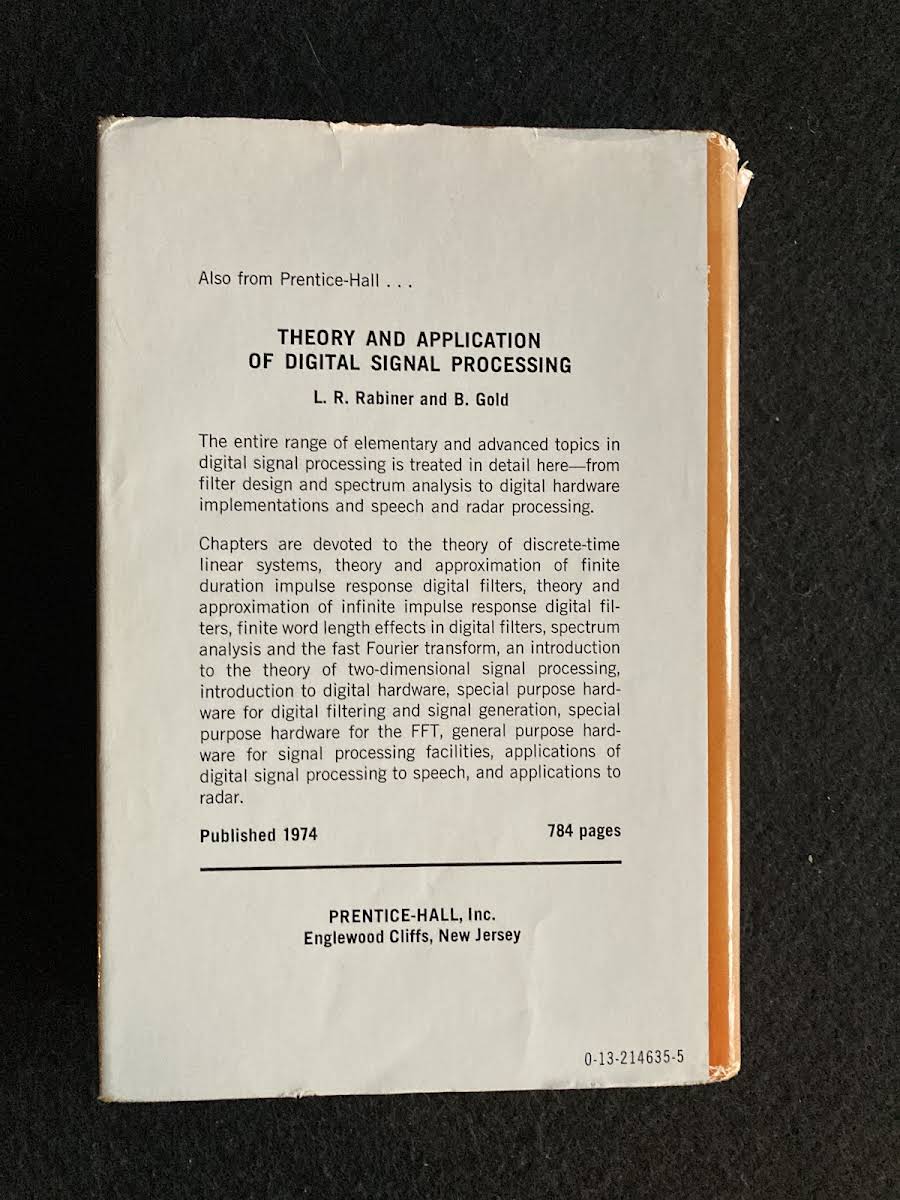 Also from Prentice-Hall . . .
THEORY AND APPLICATION
OF DIGITAL SIGNAL PROCESSING
L. R. Rabiner and B. Gold
The entire range of elementary and advanced topics in
digital signal processing is treated in detail here—from
filter design and spectrum analysis to digital hardware
implementations and speech and radar processing.
Chapters are devoted to the theory of discrete-time
linear systems, theory and approximation of finite
duration impulse response digital filters, theory and
approximation of infinite impulse response digital fil-
ters, finite word length effects in digital filters, spectrum
analysis and the fast Fourier transform, an introduction
to the theory of two-dimensional signal processing,
introduction to digital hardware, special purpose hard-
ware for digital filtering and signal generation, special
purpose hardware for the FFT, general purpose hard-
ware for signal processing facilities, applications of
digital signal processing to speech, and applications to
radar.
Published 1974 784 pages
PRENTICE-HALL, Inc.
Englewood Cliffs, New Jersey
0-13-214635-5